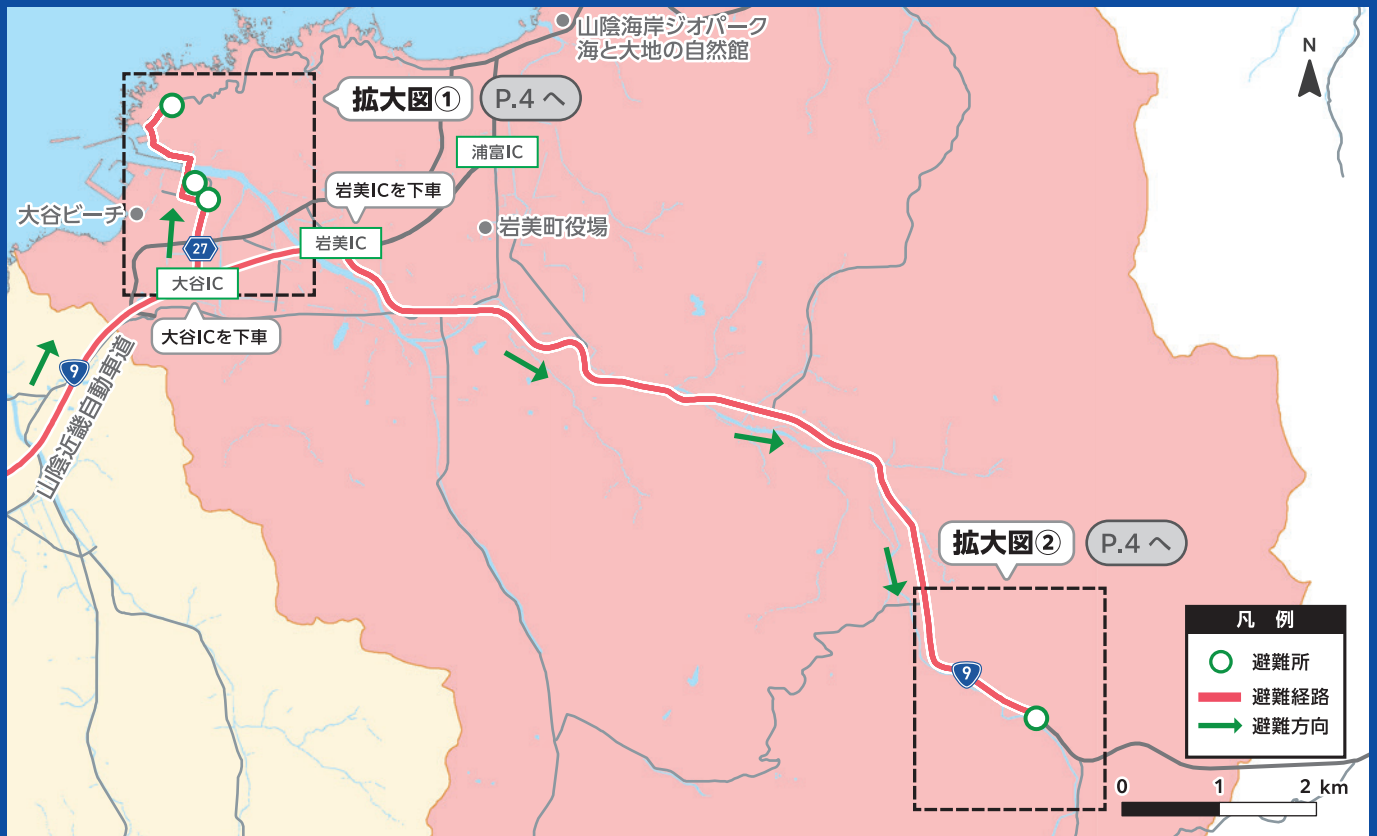 山陰海岸ジオパーク
海と大地の自然館
N
拡大図①
P.4 へ
浦富IC
岩美ICを下車
大谷ビーチ
岩美町役場
岩美IC
27
大谷IC
大谷ICを下車
9
山陰近畿自動車道
拡大図②
P.4 へ
9
凡 例
避難所
避難経路
避難方向
0 1 2 km